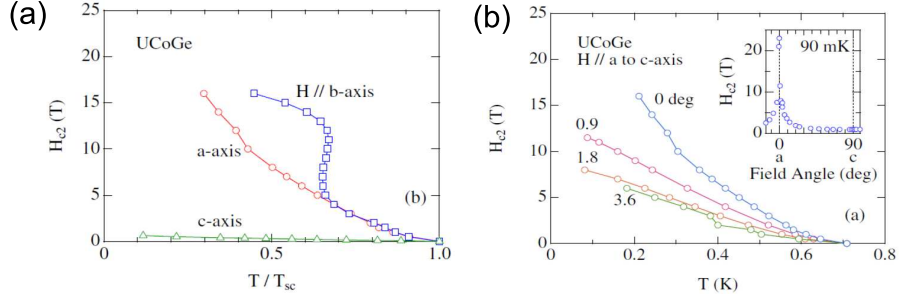 (a)
UCoGe
H // b-axis
a-axis
c-axis
(b)
H_c2 (T)
25
20
15
10
5
0
0
0.5
1.0
T / T_sc
(b)
UCoGe
H // a to c-axis
0 deg
0.9
1.8
3.6
(a)
H_c2 (T)
25
20
15
10
5
0
0
0.2
0.4
0.6
0.8
T (K)
90 mK
H_c2 (T)
20
10
0
0
90
a
c
Field Angle (deg)